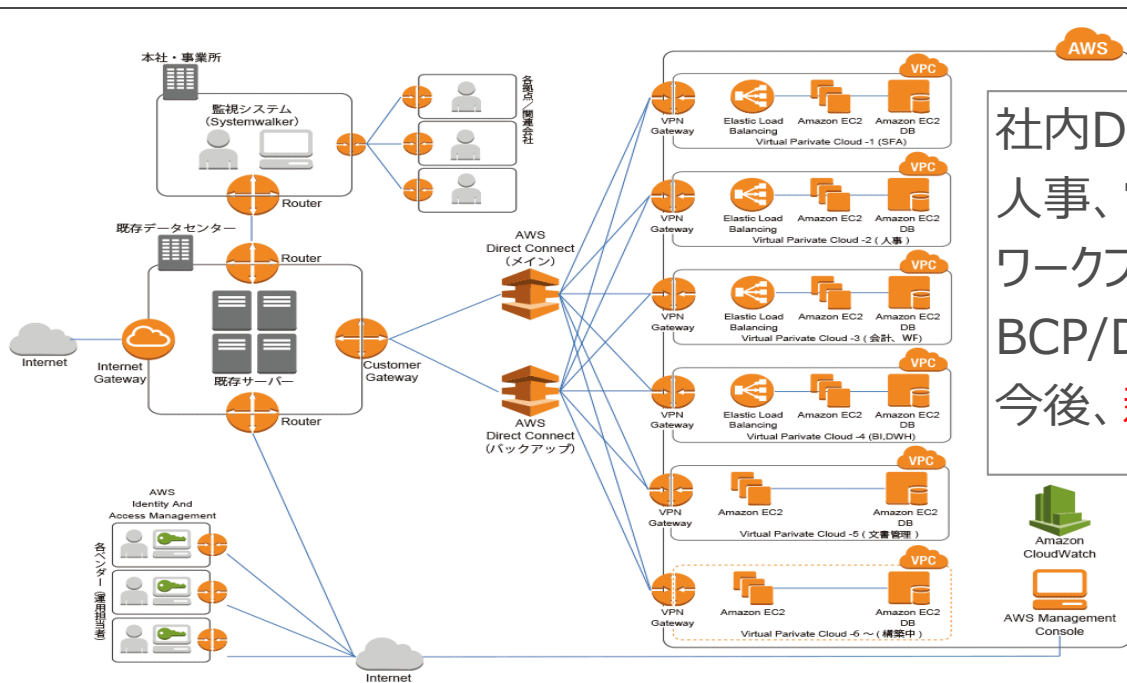 AWS
本社・事業所
監視システム
(Systemwalker)
各拠点/関連会社
Router
既存データセンター
Router
Internet
Internet
Gateway
既存サーバー
Customer
Gateway
Router
AWS
Direct Connect
(メイン)
AWS
Direct Connect
(バックアップ)
AWS
Identity And
Access Management
各ベンダー(運用担当者)
Internet
VPC
VPN
Gateway
Elastic Load
Balancing
Amazon EC2
Amazon EC2
DB
Virtual Parivate Cloud -1 (SFA)
VPC
VPN
Gateway
Elastic Load
Balancing
Amazon EC2
Amazon EC2
DB
Virtual Parivate Cloud -2 ( 人事 )
VPC
VPN
Gateway
Elastic Load
Balancing
Amazon EC2
Amazon EC2
DB
Virtual Parivate Cloud -3 ( 会計、WF)
VPC
VPN
Gateway
Elastic Load
Balancing
Amazon EC2
Amazon EC2
DB
Virtual Parivate Cloud -4 (BI,DWH)
VPC
VPN
Gateway
Amazon EC2
Amazon EC2
DB
Virtual Parivate Cloud -5 ( 文書管理 )
VPC
VPN
Gateway
Amazon EC2
Amazon EC2
DB
Virtual Parivate Cloud -6 ～ ( 構築中 )
社内D
人事、
ワークフ
BCP/D
今後、
Amazon
CloudWatch
AWS Management
Console